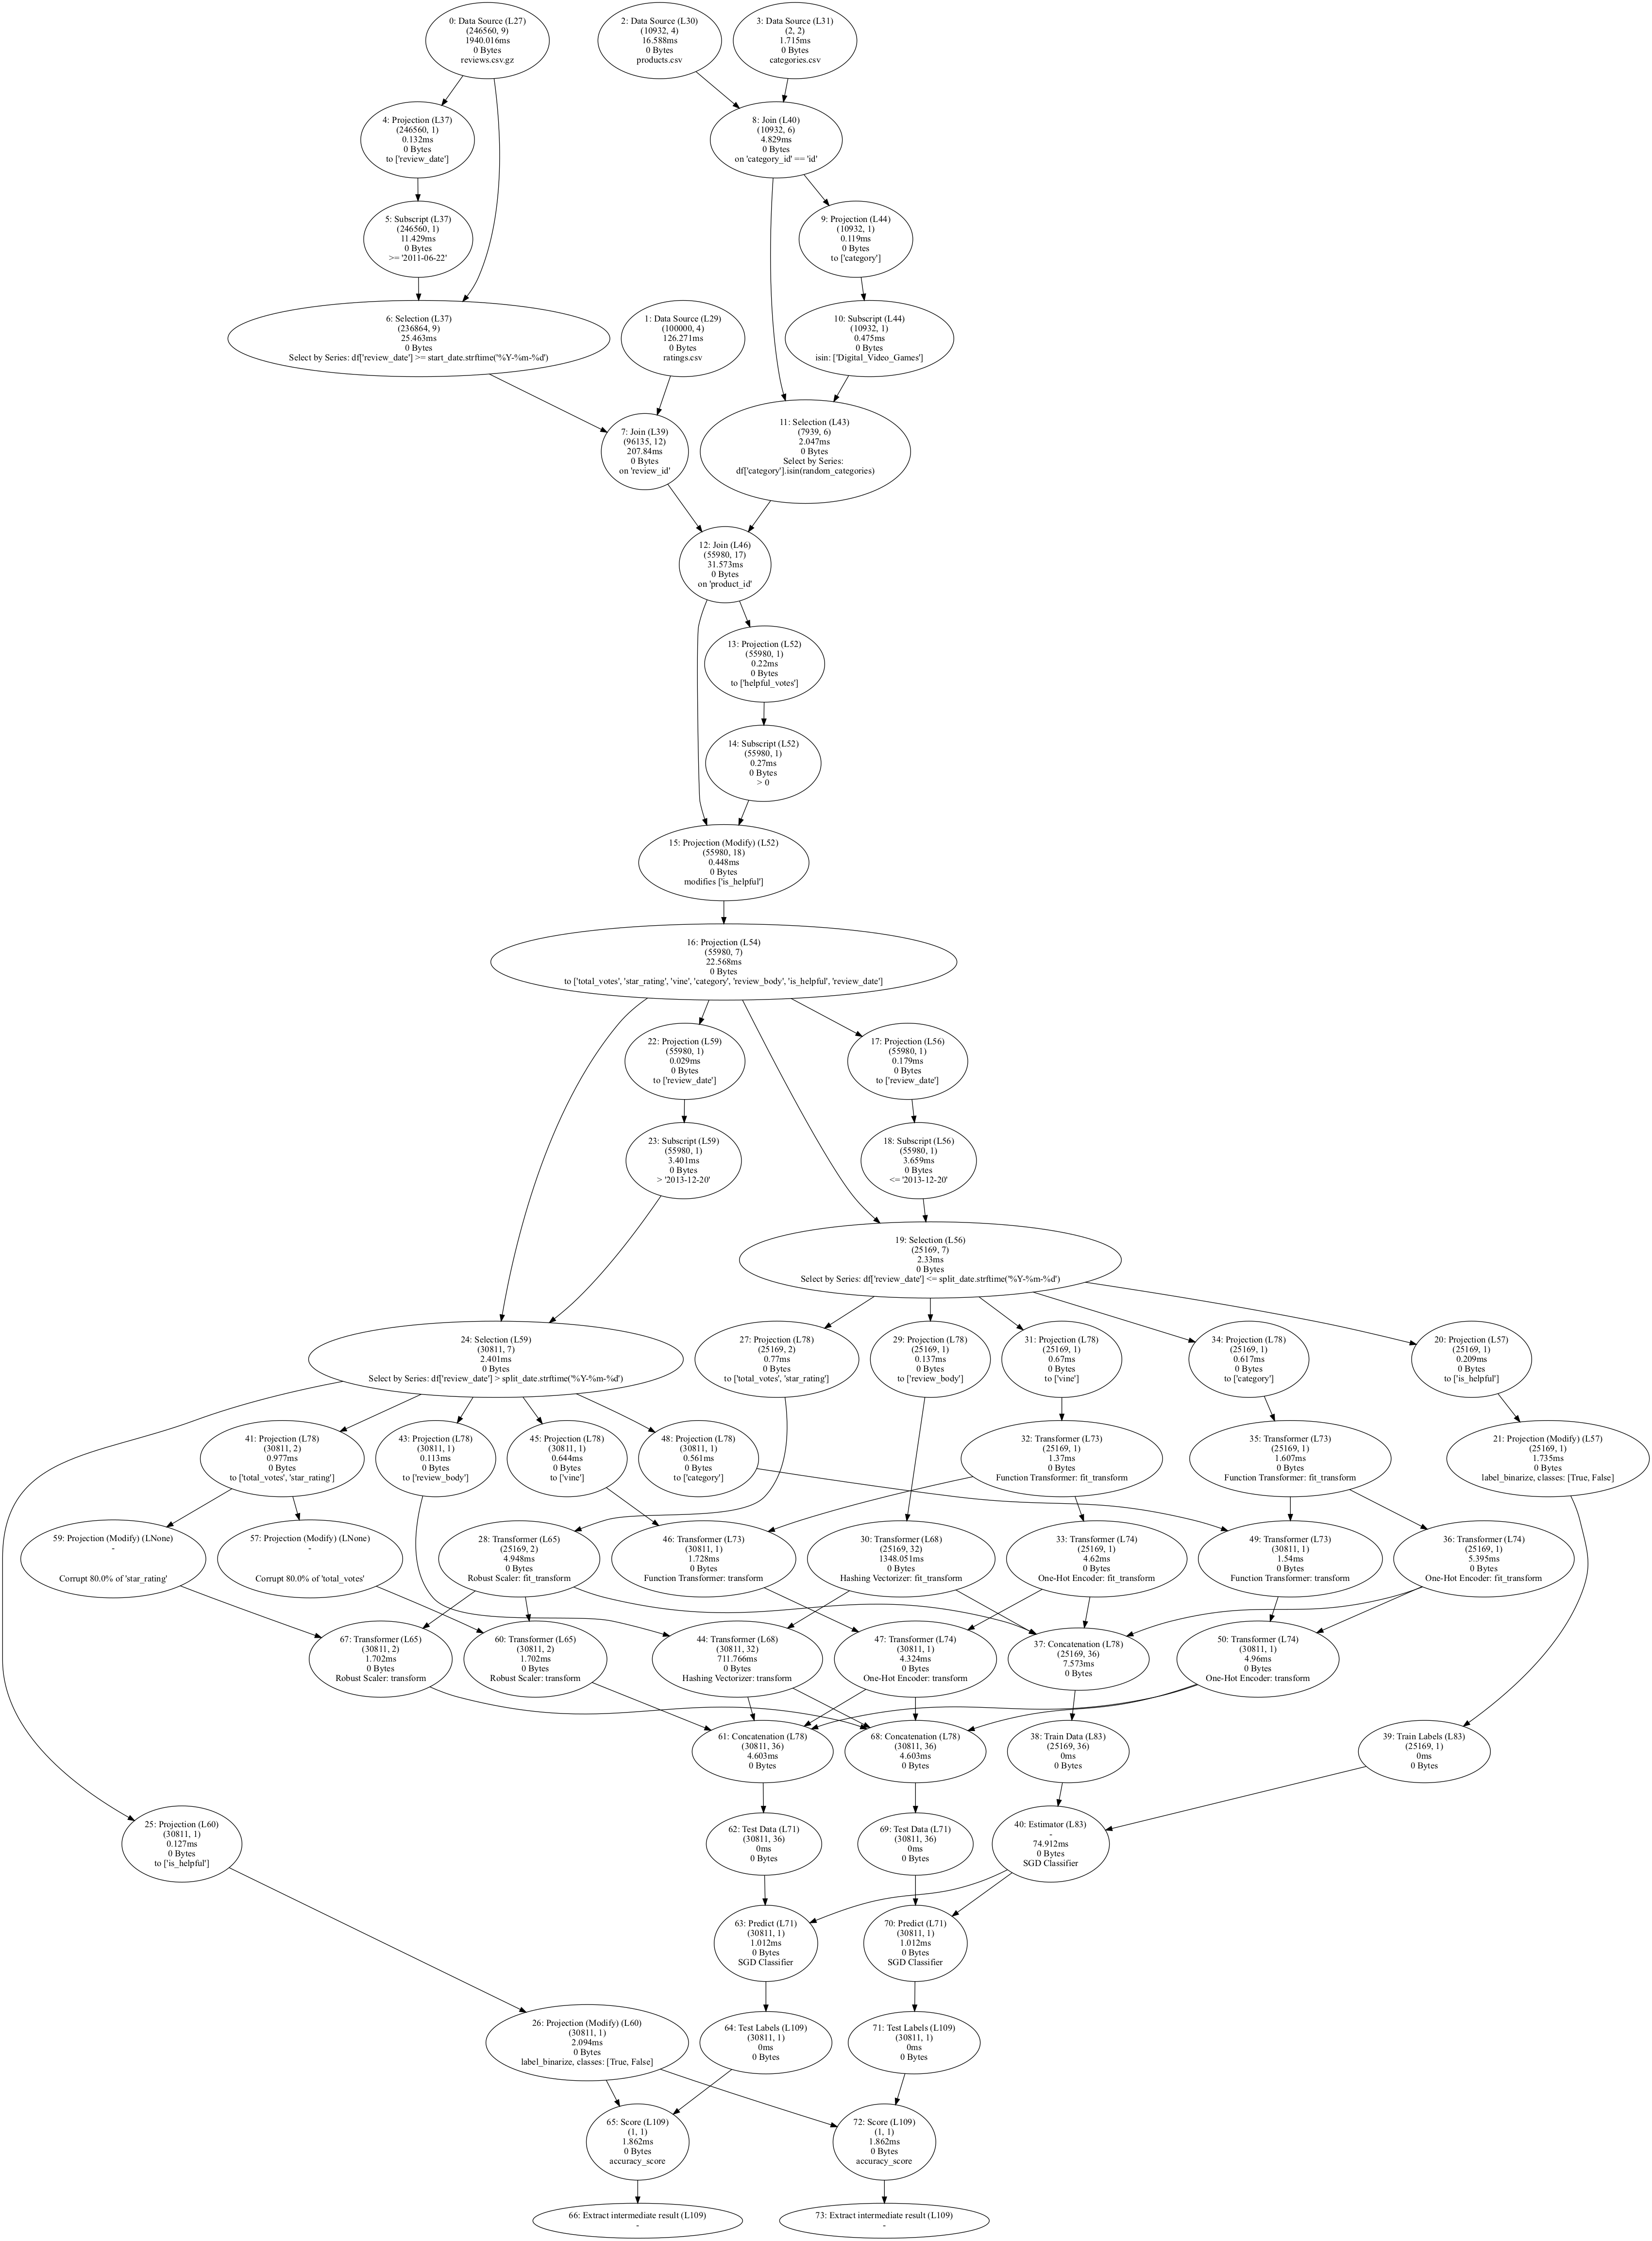 0: Data Source (L27)
(246560, 9)
1940.016ms
0 Bytes
reviews.csv.gz
2: Data Source (L30)
(10932, 4)
16.588ms
0 Bytes
products.csv
3: Data Source (L31)
(2, 2)
1.715ms
0 Bytes
categories.csv
4: Projection (L37)
(246560, 1)
0.132ms
0 Bytes
to ['review_date']
8: Join (L40)
(10932, 6)
4.829ms
0 Bytes
on 'category_id' == 'id'
5: Subscript (L37)
(246560, 1)
11.429ms
0 Bytes
>= '2011-06-22'
9: Projection (L44)
(10932, 1)
0.119ms
0 Bytes
to ['category']
6: Selection (L37)
(236864, 9)
25.463ms
0 Bytes
Select by Series: df['review_date'] >= start_date.strftime('%Y-%m-%d')
1: Data Source (L29)
(100000, 4)
126.271ms
0 Bytes
ratings.csv
10: Subscript (L44)
(10932, 1)
0.475ms
0 Bytes
isin: ['Digital_Video_Games']
7: Join (L39)
(96135, 12)
207.84ms
0 Bytes
on 'review_id'
11: Selection (L43)
(7939, 6)
2.047ms
0 Bytes
Select by Series:
df['category'].isin(random_categories)
12: Join (L46)
(55980, 17)
31.573ms
0 Bytes
on 'product_id'
13: Projection (L52)
(55980, 1)
0.22ms
0 Bytes
to ['helpful_votes']
14: Subscript (L52)
(55980, 1)
0.27ms
0 Bytes
> 0
15: Projection (Modify) (L52)
(55980, 18)
0.448ms
0 Bytes
modifies ['is_helpful']
16: Projection (L54)
(55980, 7)
22.568ms
0 Bytes
to ['total_votes', 'star_rating', 'vine', 'category', 'review_body', 'is_helpful', 'review_date']
22: Projection (L59)
(55980, 1)
0.029ms
0 Bytes
to ['review_date']
17: Projection (L56)
(55980, 1)
0.179ms
0 Bytes
to ['review_date']
23: Subscript (L59)
(55980, 1)
3.401ms
0 Bytes
> '2013-12-20'
18: Subscript (L56)
(55980, 1)
3.659ms
0 Bytes
<= '2013-12-20'
19: Selection (L56)
(25169, 7)
2.33ms
0 Bytes
Select by Series: df['review_date'] <= split_date.strftime('%Y-%m-%d')
24: Selection (L59)
(30811, 7)
2.401ms
0 Bytes
Select by Series: df['review_date'] > split_date.strftime('%Y-%m-%d')
27: Projection (L78)
(25169, 2)
0.77ms
0 Bytes
to ['total_votes', 'star_rating']
29: Projection (L78)
(25169, 1)
0.137ms
0 Bytes
to ['review_body']
31: Projection (L78)
(25169, 1)
0.67ms
0 Bytes
to ['vine']
34: Projection (L78)
(25169, 1)
0.617ms
0 Bytes
to ['category']
20: Projection (L57)
(25169, 1)
0.209ms
0 Bytes
to ['is_helpful']
41: Projection (L78)
(30811, 2)
0.977ms
0 Bytes
to ['total_votes', 'star_rating']
43: Projection (L78)
(30811, 1)
0.113ms
0 Bytes
to ['review_body']
45: Projection (L78)
(30811, 1)
0.644ms
0 Bytes
to ['vine']
48: Projection (L78)
(30811, 1)
0.561ms
0 Bytes
to ['category']
32: Transformer (L73)
(25169, 1)
1.37ms
0 Bytes
Function Transformer: fit_transform
35: Transformer (L73)
(25169, 1)
1.607ms
0 Bytes
Function Transformer: fit_transform
21: Projection (Modify) (L57)
(25169, 1)
1.735ms
0 Bytes
label_binarize, classes: [True, False]
59: Projection (Modify) (LNone)
-
Corrupt 80.0% of 'star_rating'
57: Projection (Modify) (LNone)
-
Corrupt 80.0% of 'total_votes'
28: Transformer (L65)
(25169, 2)
4.948ms
0 Bytes
Robust Scaler: fit_transform
46: Transformer (L73)
(30811, 1)
1.728ms
0 Bytes
Function Transformer: transform
30: Transformer (L68)
(25169, 32)
1348.051ms
0 Bytes
Hashing Vectorizer: fit_transform
33: Transformer (L74)
(25169, 1)
4.62ms
0 Bytes
One-Hot Encoder: fit_transform
49: Transformer (L73)
(30811, 1)
1.54ms
0 Bytes
Function Transformer: transform
36: Transformer (L74)
(25169, 1)
5.395ms
0 Bytes
One-Hot Encoder: fit_transform
67: Transformer (L65)
(30811, 2)
1.702ms
0 Bytes
Robust Scaler: transform
60: Transformer (L65)
(30811, 2)
1.702ms
0 Bytes
Robust Scaler: transform
44: Transformer (L68)
(30811, 32)
711.766ms
0 Bytes
Hashing Vectorizer: transform
47: Transformer (L74)
(30811, 1)
4.324ms
0 Bytes
One-Hot Encoder: transform
37: Concatenation (L78)
(25169, 36)
7.573ms
0 Bytes
50: Transformer (L74)
(30811, 1)
4.96ms
0 Bytes
One-Hot Encoder: transform
61: Concatenation (L78)
(30811, 36)
4.603ms
0 Bytes
68: Concatenation (L78)
(30811, 36)
4.603ms
0 Bytes
38: Train Data (L83)
(25169, 36)
0ms
0 Bytes
39: Train Labels (L83)
(25169, 1)
0ms
0 Bytes
25: Projection (L60)
(30811, 1)
0.127ms
0 Bytes
to ['is_helpful']
62: Test Data (L71)
(30811, 36)
0ms
0 Bytes
69: Test Data (L71)
(30811, 36)
0ms
0 Bytes
40: Estimator (L83)
-
74.912ms
0 Bytes
SGD Classifier
63: Predict (L71)
(30811, 1)
1.012ms
0 Bytes
SGD Classifier
70: Predict (L71)
(30811, 1)
1.012ms
0 Bytes
SGD Classifier
26: Projection (Modify) (L60)
(30811, 1)
2.094ms
0 Bytes
label_binarize, classes: [True, False]
64: Test Labels (L109)
(30811, 1)
0ms
0 Bytes
71: Test Labels (L109)
(30811, 1)
0ms
0 Bytes
65: Score (L109)
(1, 1)
1.862ms
0 Bytes
accuracy_score
72: Score (L109)
(1, 1)
1.862ms
0 Bytes
accuracy_score
66: Extract intermediate result (L109)
-
73: Extract intermediate result (L109)
-